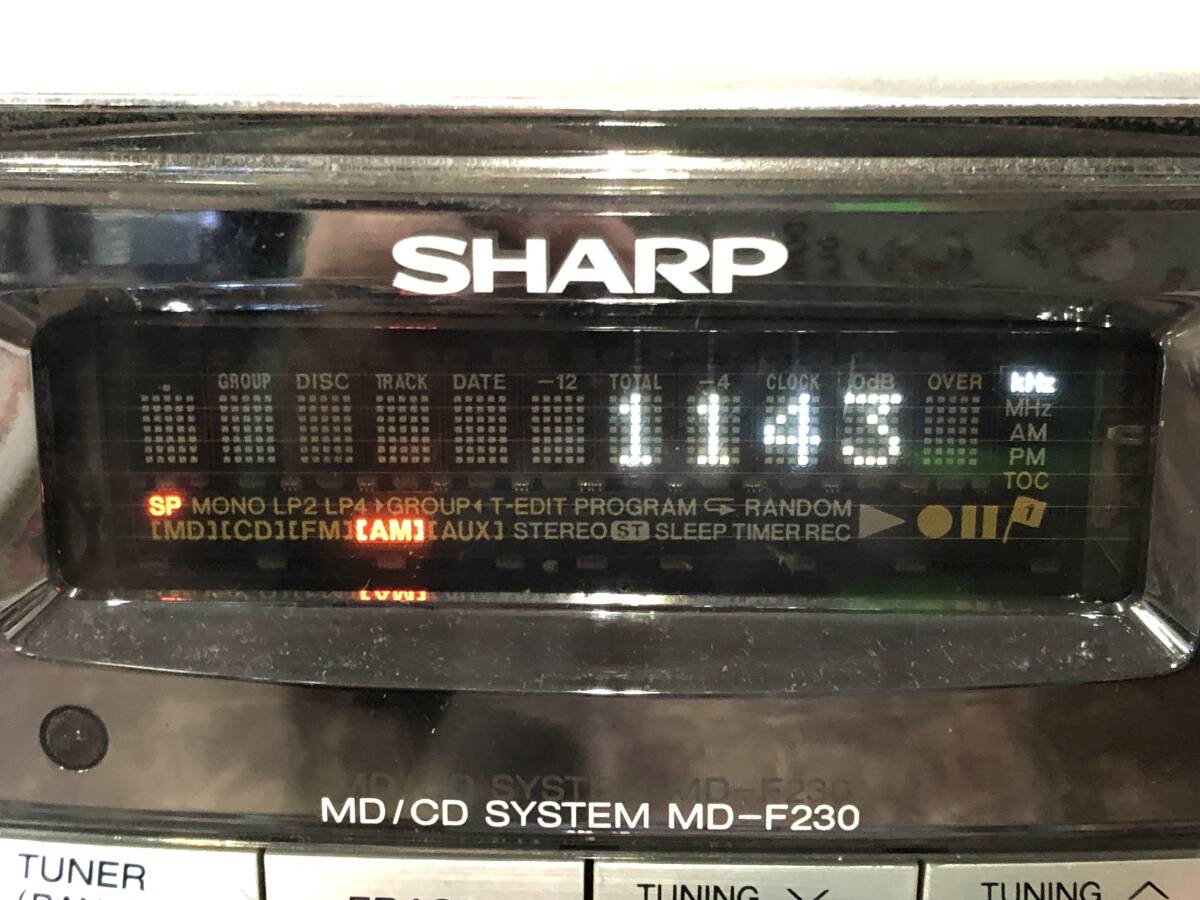 SHARP
GROUP DISC TRACK DATE -12 TOTAL -4 CLOCK 0dB OVER kHz
MHz
1143
AM
PM
TOC
SP MONO LP2 LP4 GROUP T-EDIT PROGRAM RANDOM 1
[MD][CD][FM][AM][AUX] STEREO ST SLEEP TIMER REC
MD/CD SYSTEM MD-F230
TUNER
TUNING
TUNING